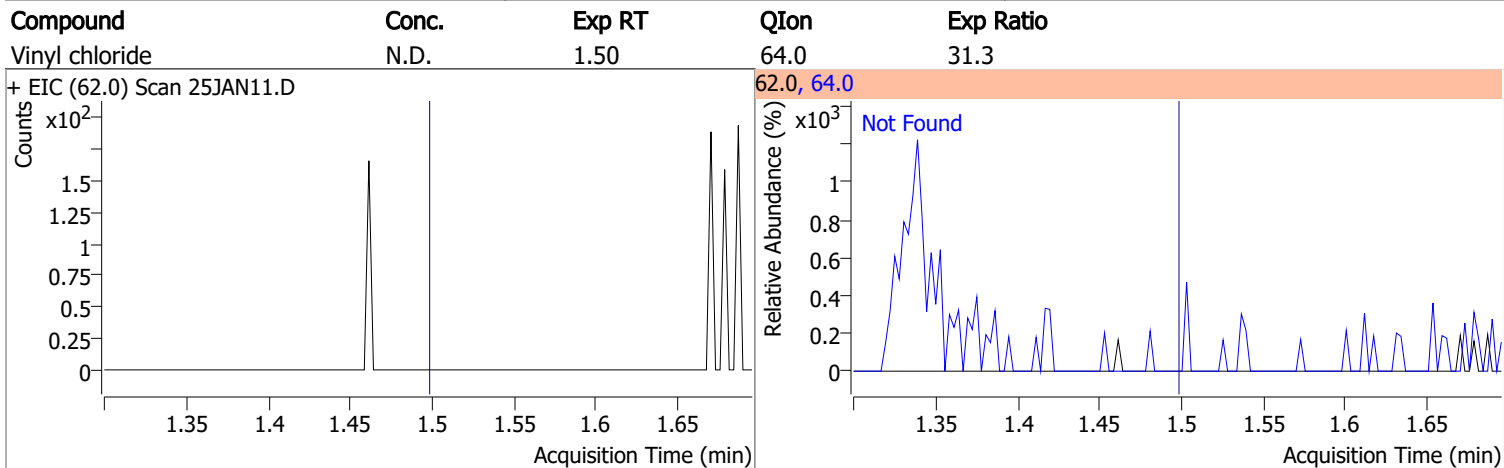 Compound Conc. Exp RT QIon Exp Ratio
Vinyl chloride N.D. 1.50 64.0 31.3
+ EIC (62.0) Scan 25JAN11.D
Counts
x10²
1.5
1.25
1
0.75
0.5
0.25
0
1.35 1.4 1.45 1.5 1.55 1.6 1.65
Acquisition Time (min)
62.0, 64.0
Relative Abundance (%)
x10³
Not Found
1
0.8
0.6
0.4
0.2
0
1.35 1.4 1.45 1.5 1.55 1.6 1.65
Acquisition Time (min)